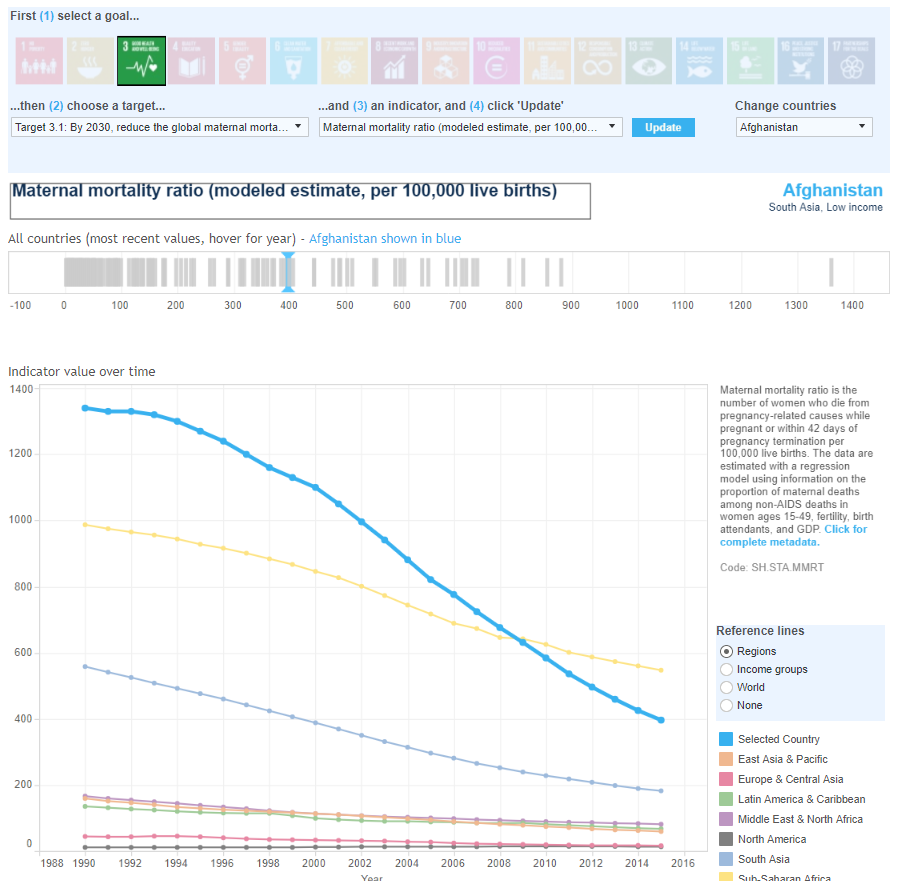 First (1) select a goal...
3 GOOD HEALTH AND WELL-BEING
...then (2) choose a target...
...and (3) an indicator, and (4) click 'Update'
Change countries
Target 3.1: By 2030, reduce the global maternal morta...
Maternal mortality ratio (modeled estimate, per 100,00...
Update
Afghanistan
Maternal mortality ratio (modeled estimate, per 100,000 live births)
Afghanistan
South Asia, Low income
All countries (most recent values, hover for year) - Afghanistan shown in blue
-100 0 100 200 300 400 500 600 700 800 900 1000 1100 1200 1300 1400
Indicator value over time
1400
1200
1000
800
600
400
200
0
1988 1990 1992 1994 1996 1998 2000 2002 2004 2006 2008 2010 2012 2014 2016
Year
Maternal mortality ratio is the
number of women who die from
pregnancy-related causes while
pregnant or within 42 days of
pregnancy termination per
100,000 live births. The data are
estimated with a regression
model using information on the
proportion of maternal deaths
among non-AIDS deaths in
women ages 15-49, fertility, birth
attendants, and GDP. Click for
complete metadata.
Code: SH.STA.MMRT
Reference lines
Regions
Income groups
World
None
Selected Country
East Asia & Pacific
Europe & Central Asia
Latin America & Caribbean
Middle East & North Africa
North America
South Asia
Sub-Saharan Africa